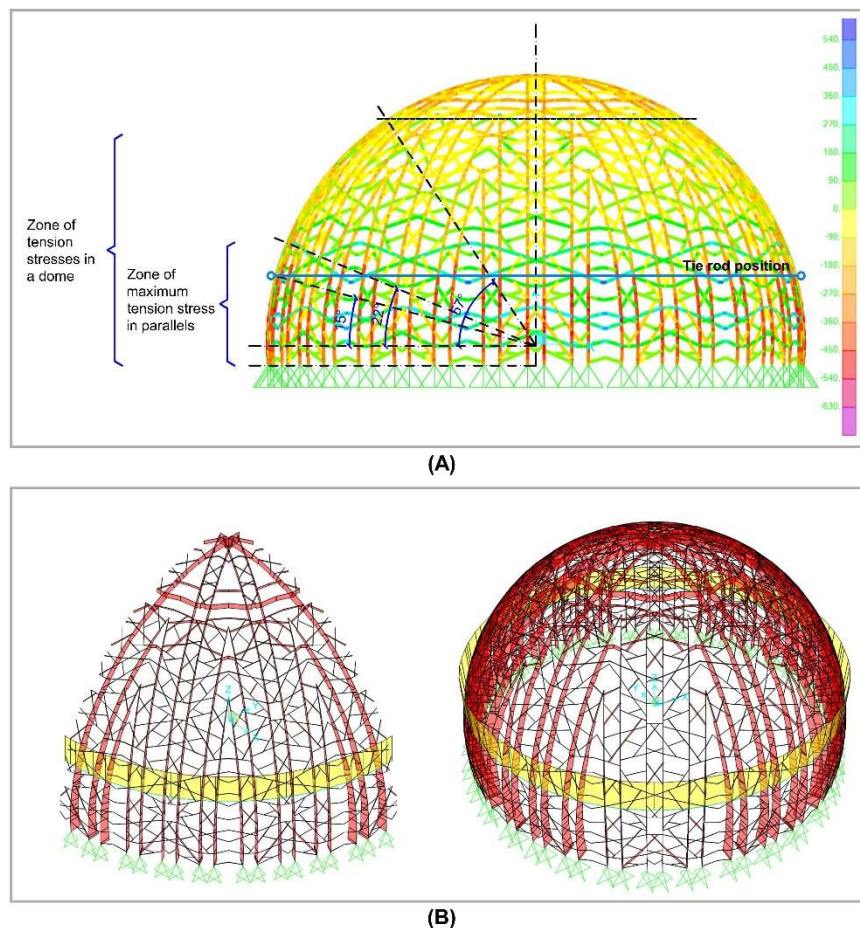 540.
450.
360.
270.
180.
90.
0.
-90.
-180.
-270.
-360.
-450.
-540.
-630.
Zone of
tension
stresses in
a dome
Zone of
maximum
tension stress
in parallels
15°
22°
57°
Tie rod position
(A)
Z
Z
(B)